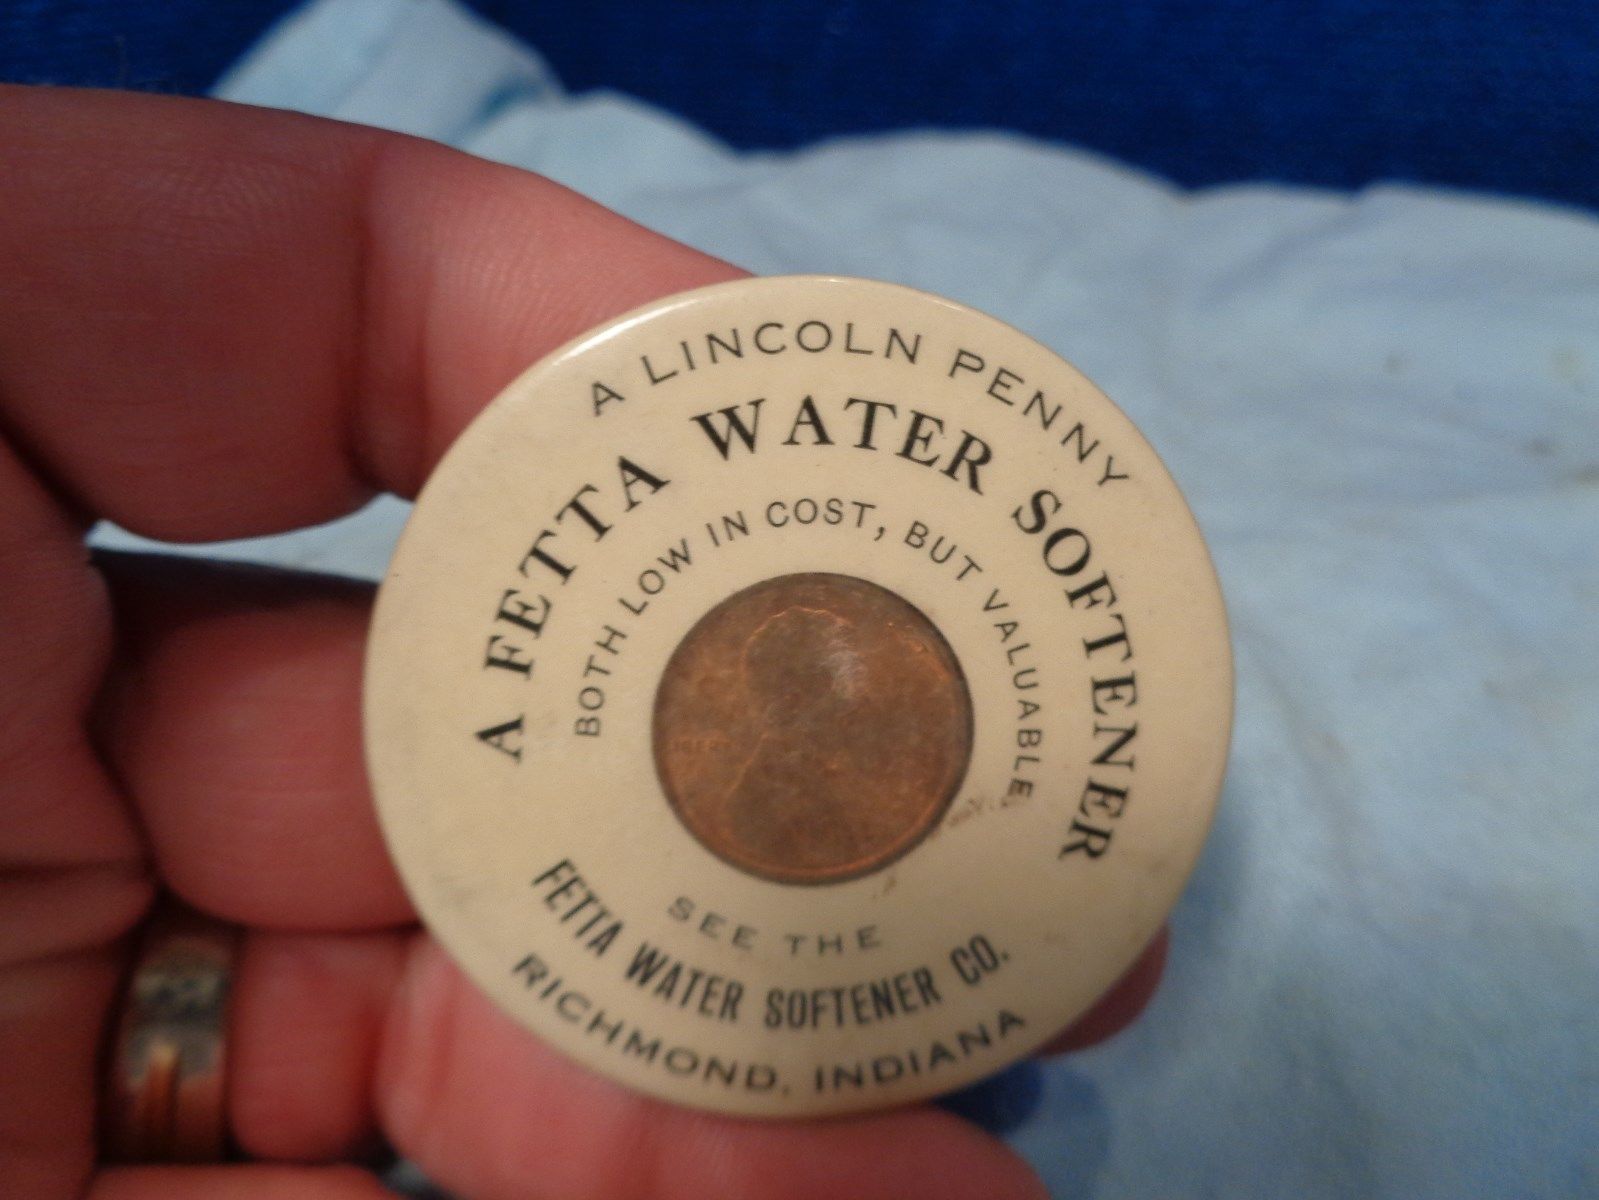 A LINCOLN PENNY
A FETTA WATER SOFTENER
BOTH LOW IN COST, BUT VALUABLE
LIBERTY
SEE THE
FETTA WATER SOFTENER CO.
RICHMOND, INDIANA